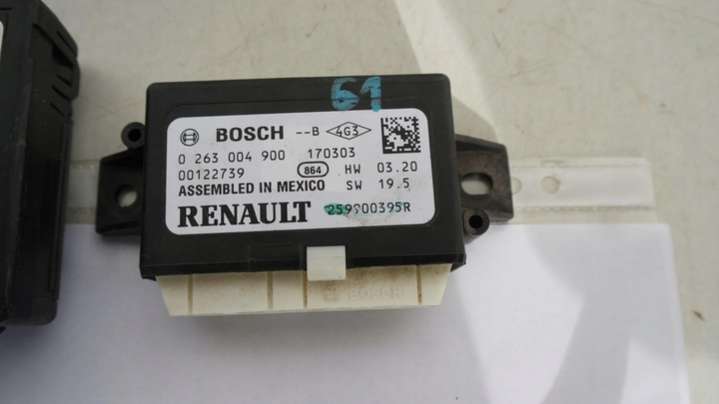 61
BOSCH --B 4G3
0 263 004 900 170303
00122739 864 HW 03.20
ASSEMBLED IN MEXICO SW 19.5
RENAULT 259900395R